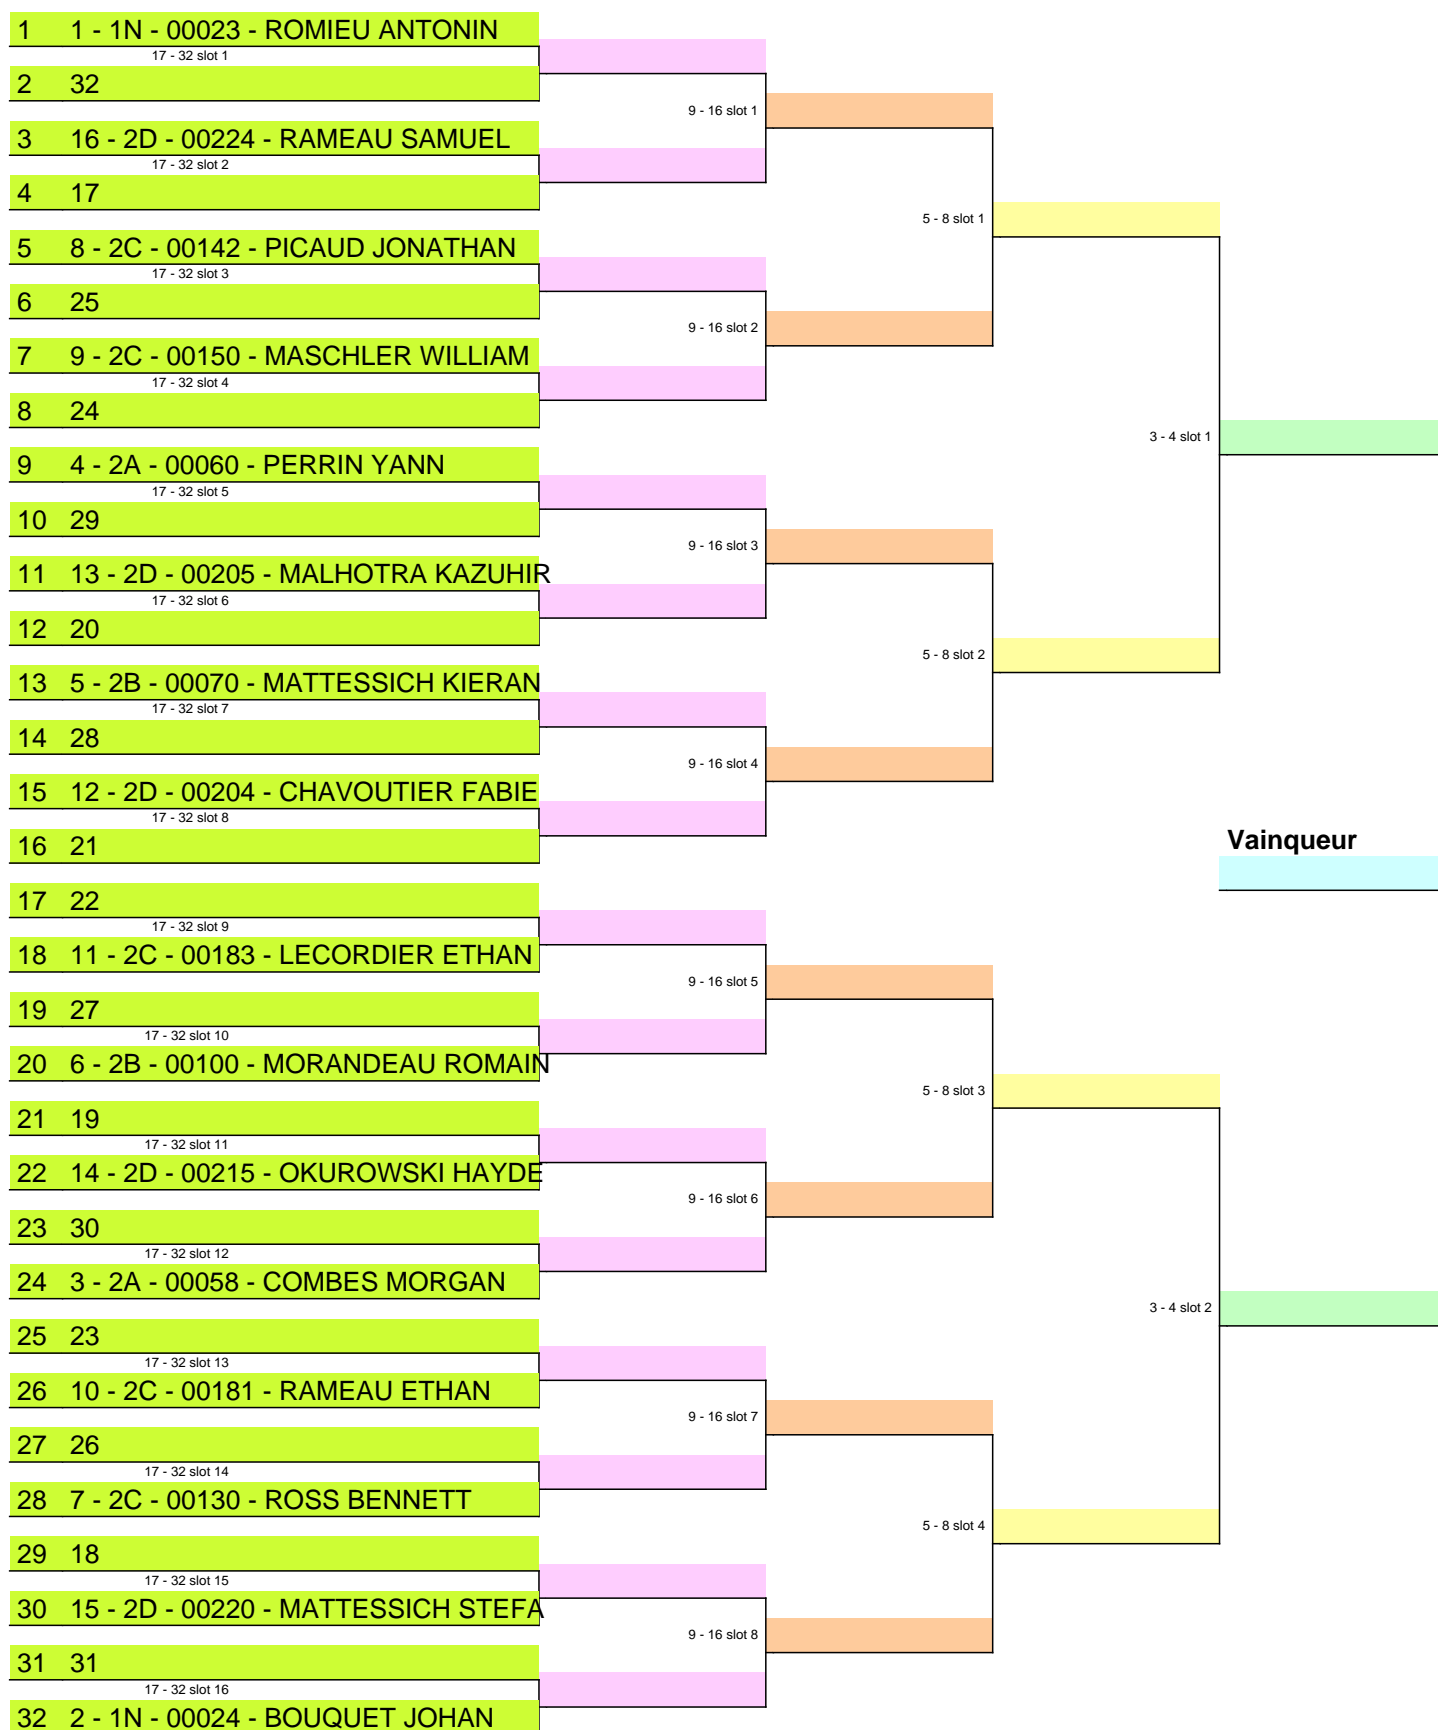 1 1 - 1N - 00023 - ROMIEU ANTONIN
17 - 32 slot 1
2 32
9 - 16 slot 1
3 16 - 2D - 00224 - RAMEAU SAMUEL
17 - 32 slot 2
4 17
5 - 8 slot 1
5 8 - 2C - 00142 - PICAUD JONATHAN
17 - 32 slot 3
6 25
9 - 16 slot 2
7 9 - 2C - 00150 - MASCHLER WILLIAM
17 - 32 slot 4
8 24
3 - 4 slot 1
9 4 - 2A - 00060 - PERRIN YANN
17 - 32 slot 5
10 29
9 - 16 slot 3
11 13 - 2D - 00205 - MALHOTRA KAZUHIR
17 - 32 slot 6
12 20
5 - 8 slot 2
13 5 - 2B - 00070 - MATTESSICH KIERAN
17 - 32 slot 7
14 28
9 - 16 slot 4
15 12 - 2D - 00204 - CHAVOUTIER FABIE
17 - 32 slot 8
16 21
Vainqueur
17 22
17 - 32 slot 9
18 11 - 2C - 00183 - LECORDIER ETHAN
9 - 16 slot 5
19 27
17 - 32 slot 10
20 6 - 2B - 00100 - MORANDEAU ROMAIN
5 - 8 slot 3
21 19
17 - 32 slot 11
22 14 - 2D - 00215 - OKUROWSKI HAYDE
9 - 16 slot 6
23 30
17 - 32 slot 12
24 3 - 2A - 00058 - COMBES MORGAN
3 - 4 slot 2
25 23
17 - 32 slot 13
26 10 - 2C - 00181 - RAMEAU ETHAN
9 - 16 slot 7
27 26
17 - 32 slot 14
28 7 - 2C - 00130 - ROSS BENNETT
5 - 8 slot 4
29 18
17 - 32 slot 15
30 15 - 2D - 00220 - MATTESSICH STEFA
9 - 16 slot 8
31 31
17 - 32 slot 16
32 2 - 1N - 00024 - BOUQUET JOHAN